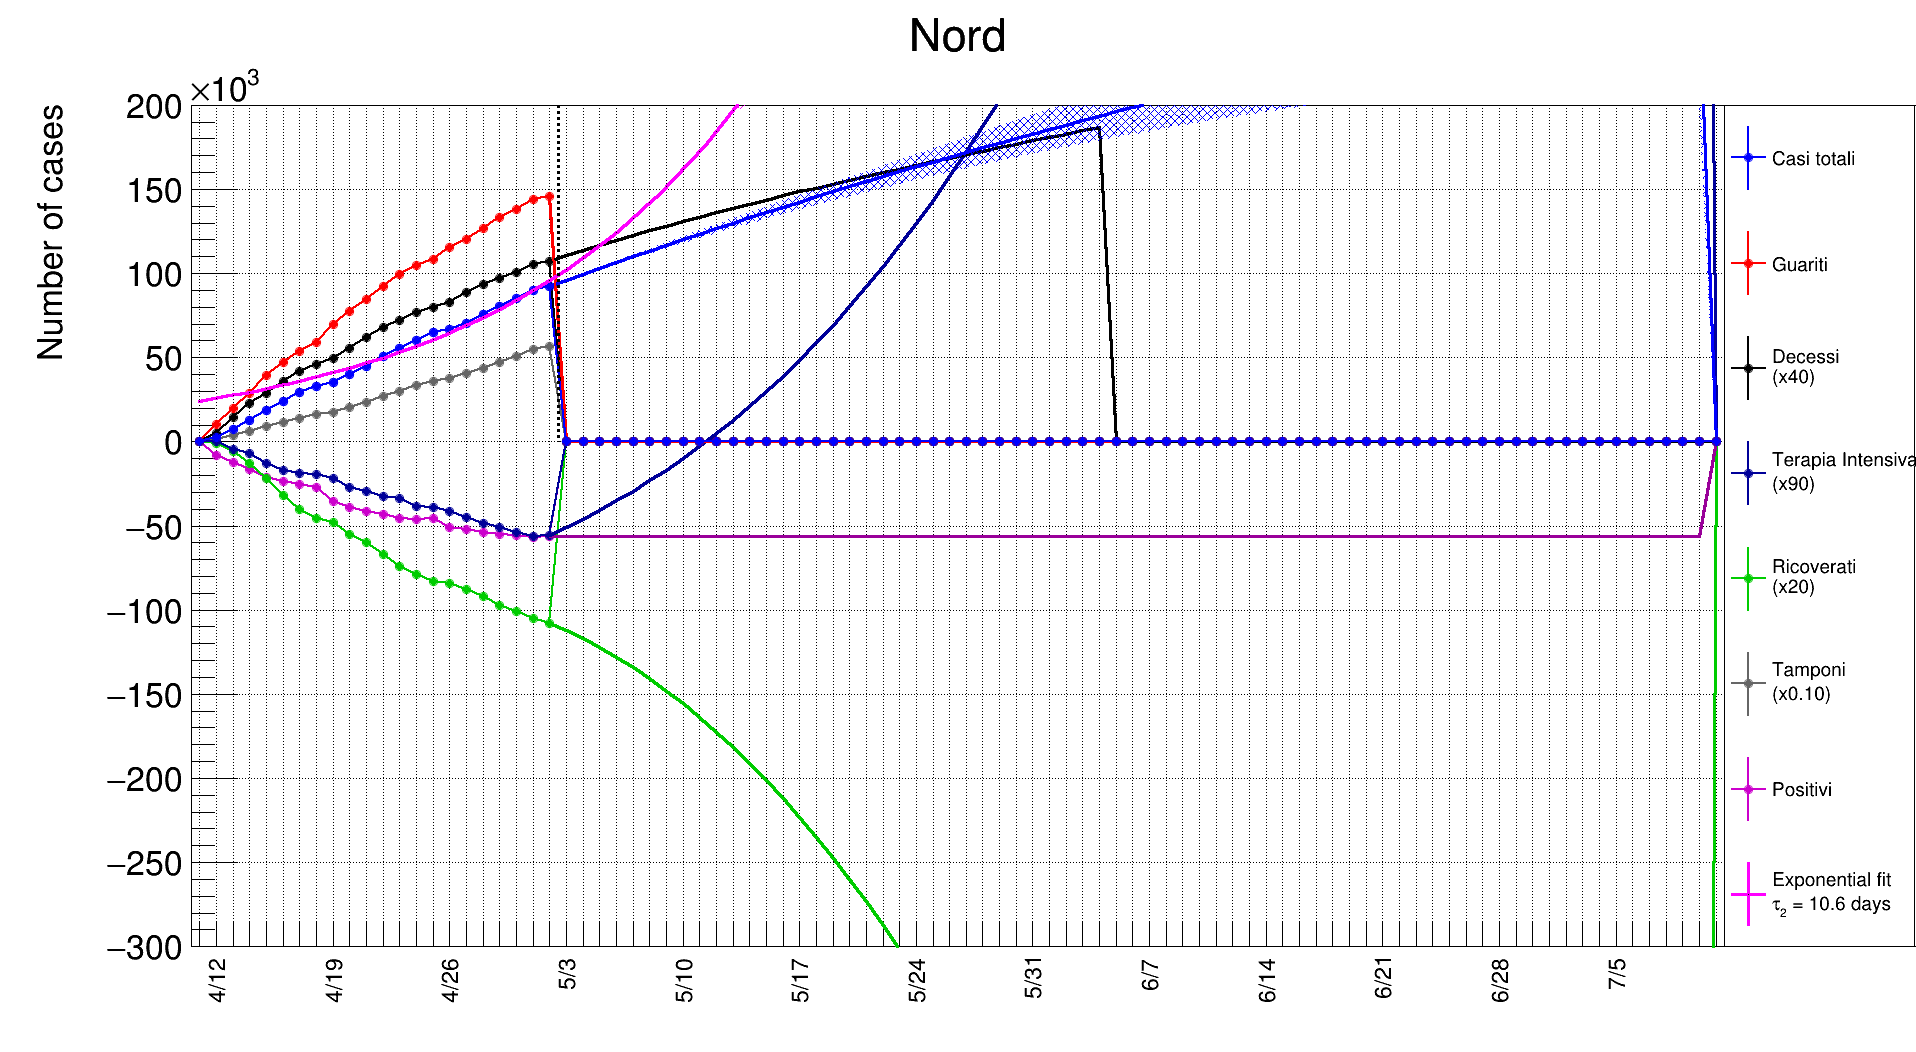 Nord
×10³
Number of cases
200
150
100
50
0
−50
−100
−150
−200
−250
−300
4/12
4/19
4/26
5/3
5/10
5/17
5/24
5/31
6/7
6/14
6/21
6/28
7/5
Casi totali
Guariti
Decessi
(x40)
Terapia Intensiva
(x90)
Ricoverati
(x20)
Tamponi
(x0.10)
Positivi
Exponential fit
τ₂ = 10.6 days